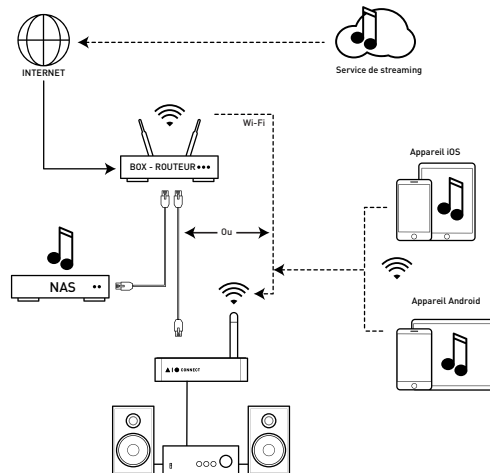 INTERNET
Service de streaming
Wi-Fi
BOX - ROUTEUR
Appareil iOS
Ou
NAS
Appareil Android
CONNECT